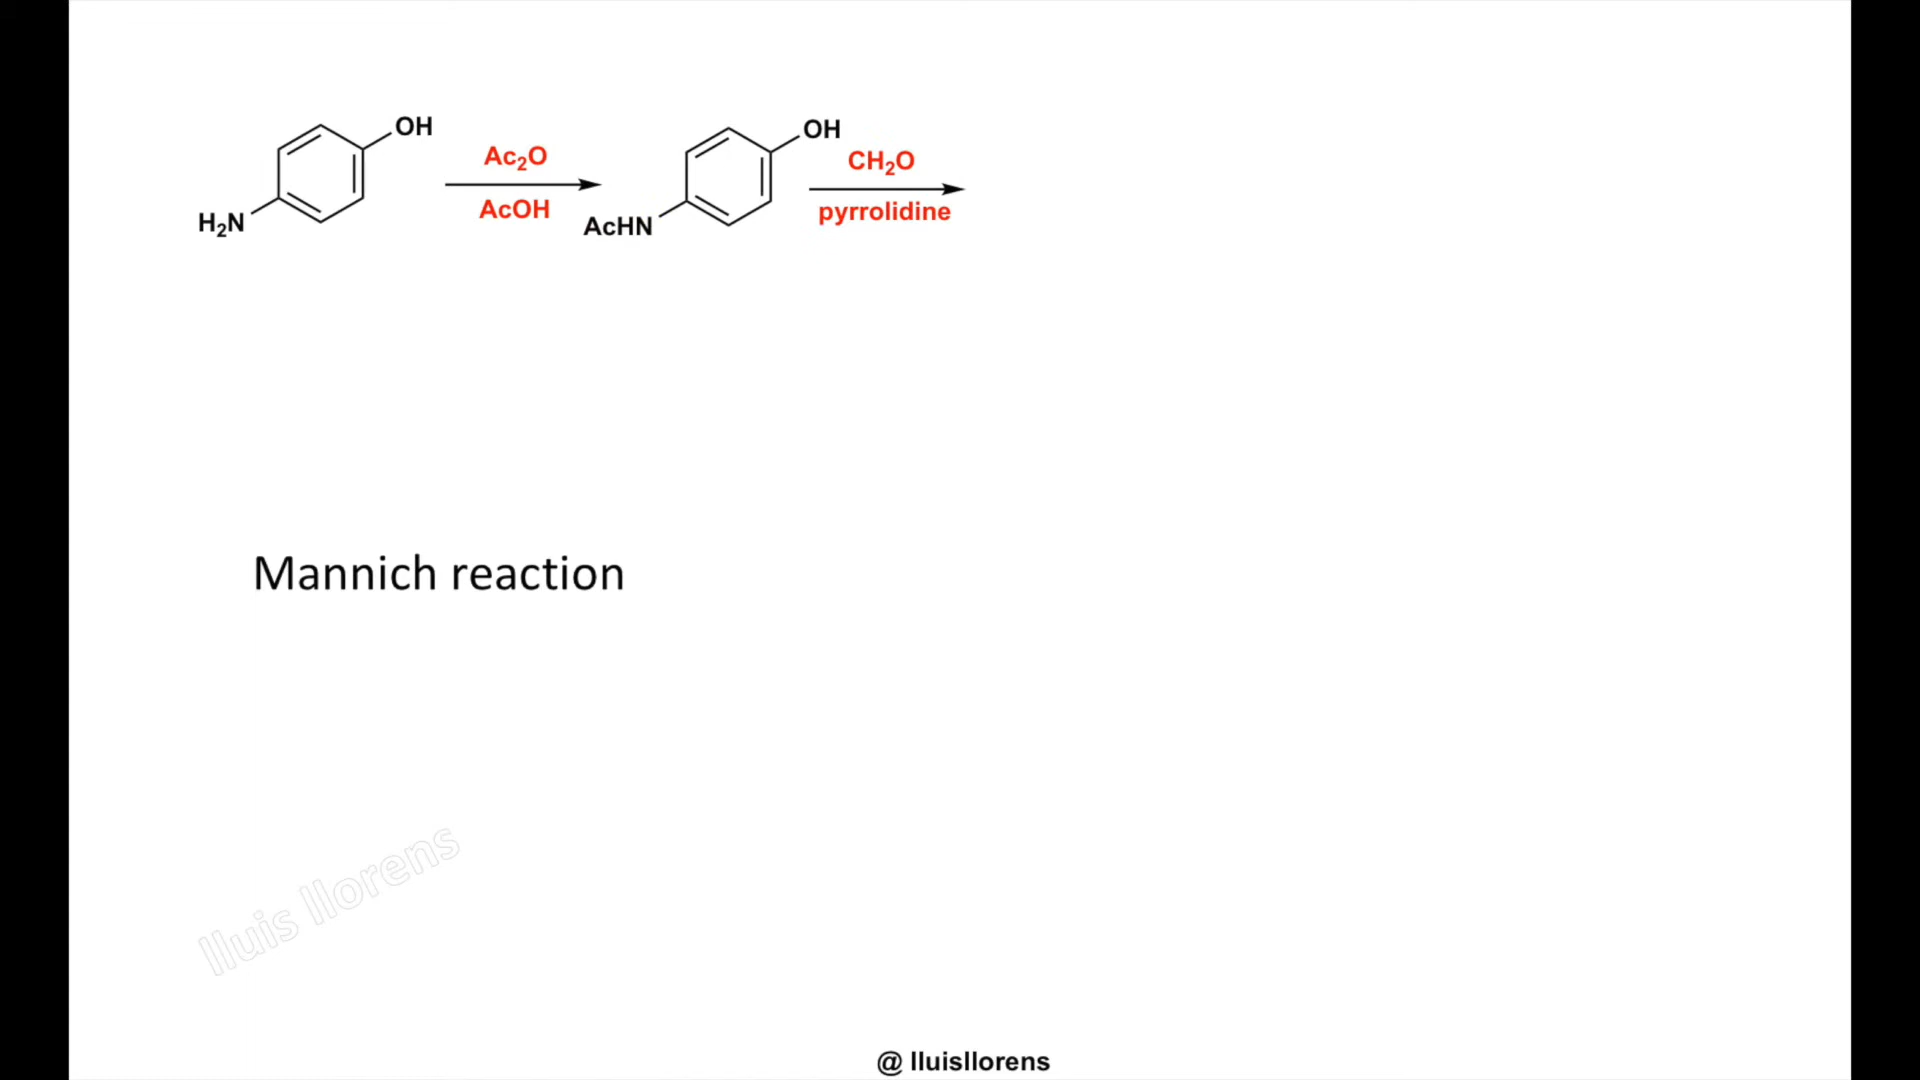 OH
H₂N
Ac₂O
AcOH
OH
AcHN
CH₂O
pyrrolidine
Mannich reaction
lluis llorens
@ lluisllorens